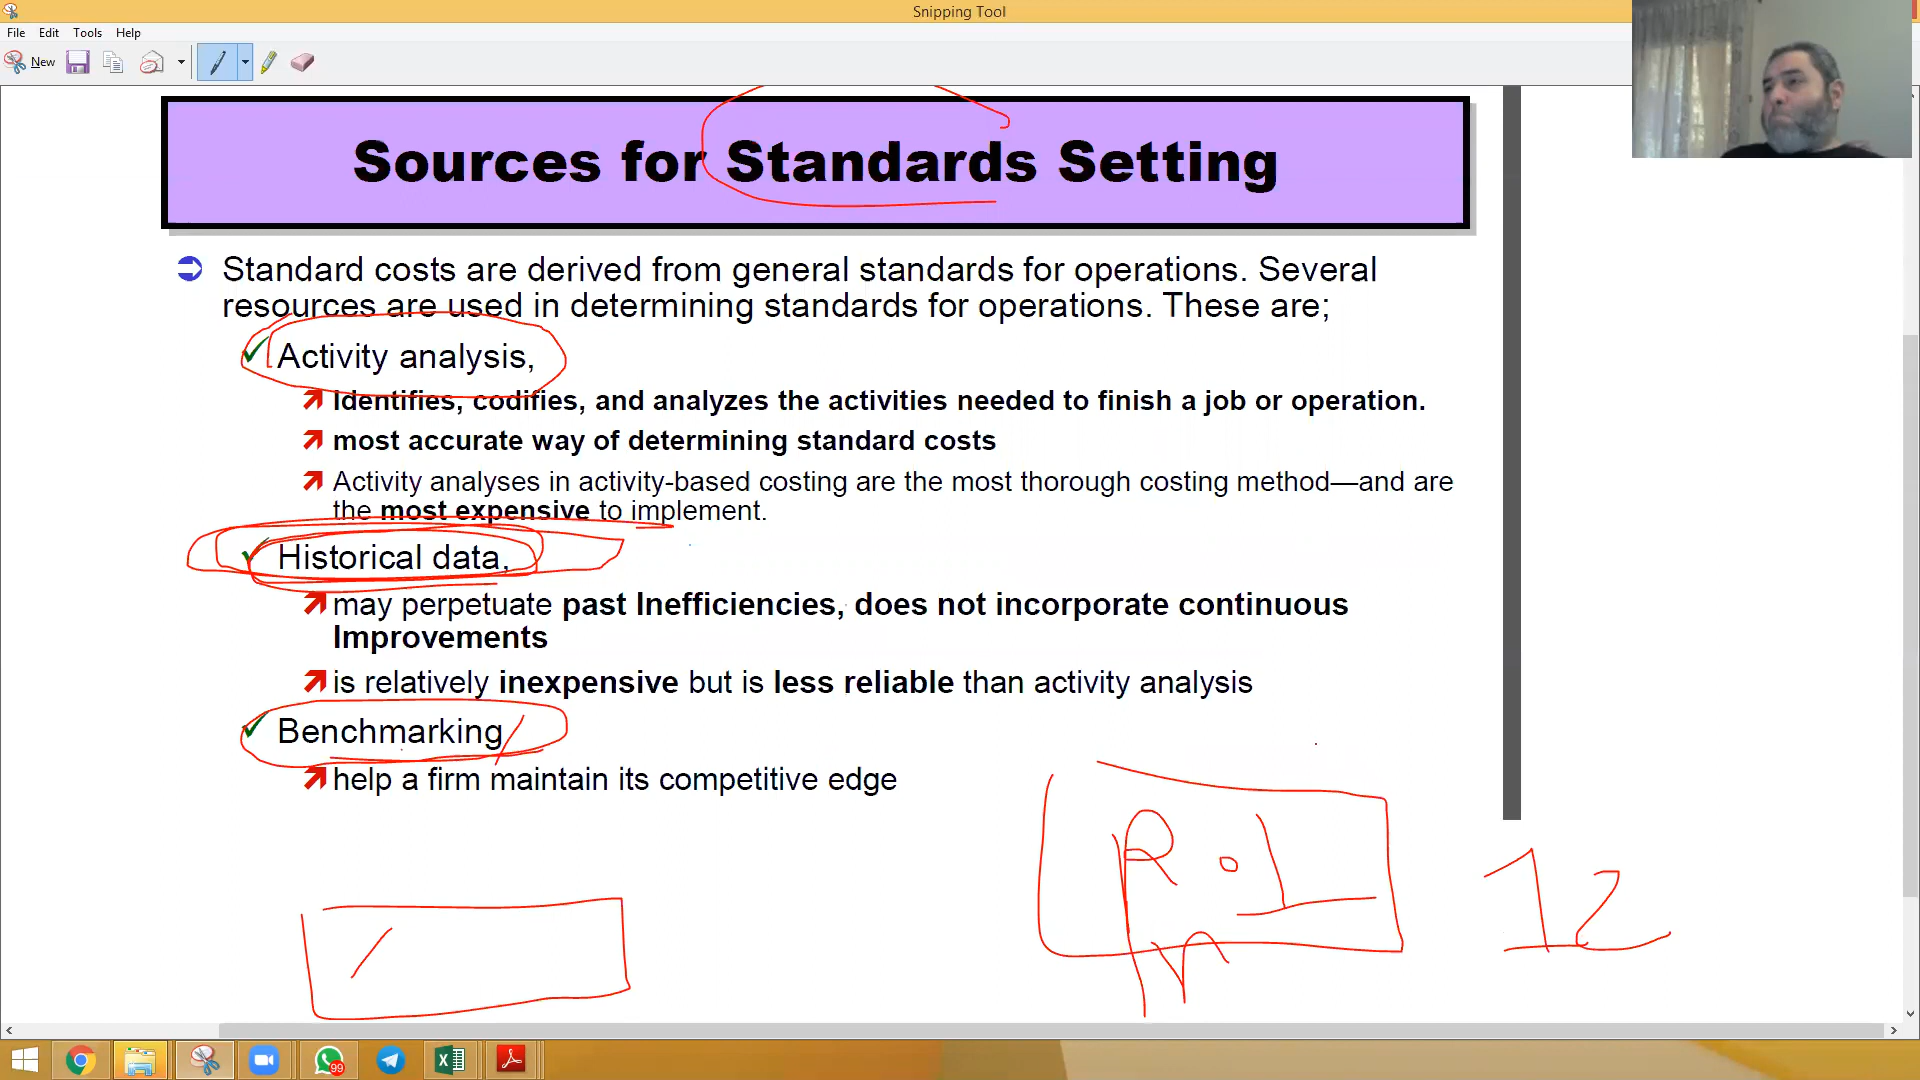 Snipping Tool
File Edit Tools Help
New
Sources for Standards Setting
Standard costs are derived from general standards for operations. Several
resources are used in determining standards for operations. These are;
Activity analysis,
Identifies, codifies, and analyzes the activities needed to finish a job or operation.
most accurate way of determining standard costs
Activity analyses in activity-based costing are the most thorough costing method—and are
the most expensive to implement.
Historical data,
may perpetuate past Inefficiencies, does not incorporate continuous
Improvements
is relatively inexpensive but is less reliable than activity analysis
Benchmarking
help a firm maintain its competitive edge
12
99